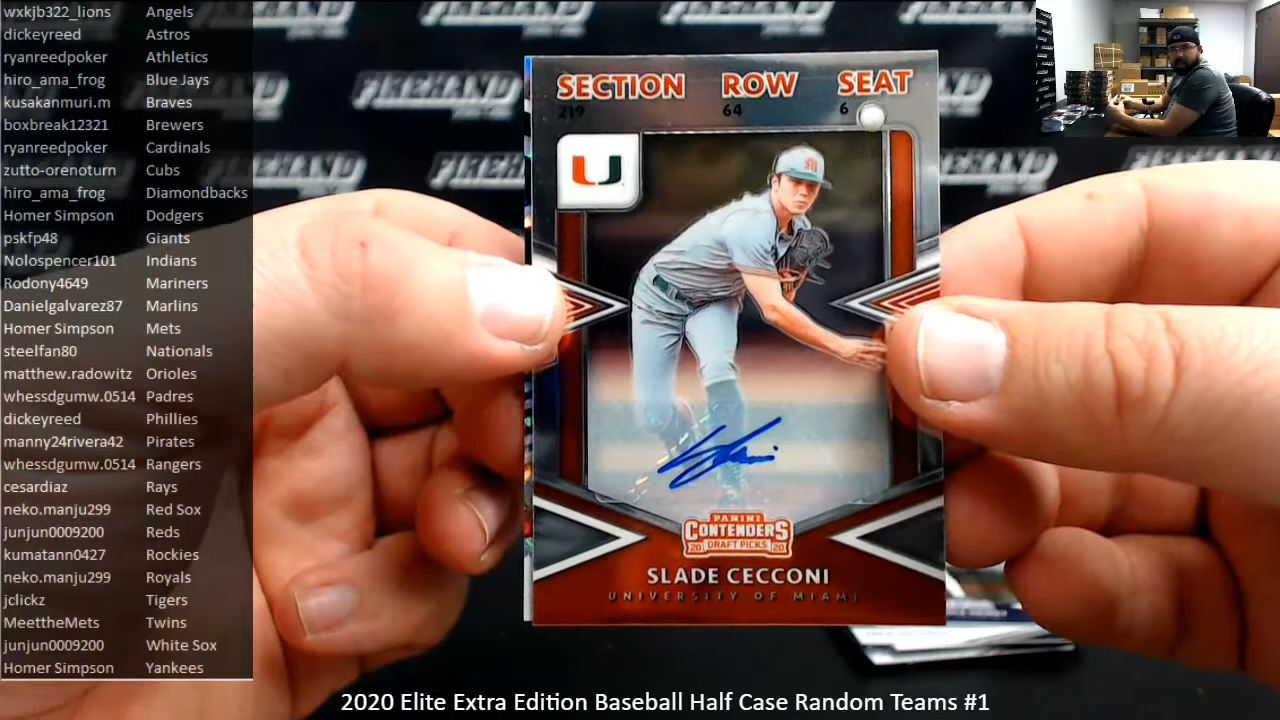 wxkjb322_lions Angels
dickeyreed Astros
ryanreedpoker Athletics
hiro_ama_frog Blue Jays
kusakanmuri.m Braves
boxbreak12321 Brewers
ryanreedpoker Cardinals
zutto-orenoturn Cubs
hiro_ama_frog Diamondbacks
Homer Simpson Dodgers
pskfp48 Giants
Nolospencer101 Indians
Rodony4649 Mariners
Danielgalvarez87 Marlins
Homer Simpson Mets
steelfan80 Nationals
matthew.radowitz Orioles
whessdgumw.0514 Padres
dickeyreed Phillies
manny24rivera42 Pirates
whessdgumw.0514 Rangers
cesardiaz Rays
neko.manju299 Red Sox
junjun0009200 Reds
kumatann0427 Rockies
neko.manju299 Royals
jclickz Tigers
MeettheMets Twins
junjun0009200 White Sox
Homer Simpson Yankees
FIREHAND
FIREHAND
FIREHAND
SECTION ROW SEAT
219 64 6
U
PANINI
CONTENDERS
20 DRAFT PICKS 20
SLADE CECCONI
UNIVERSITY OF MIAMI
2020 Elite Extra Edition Baseball Half Case Random Teams #1